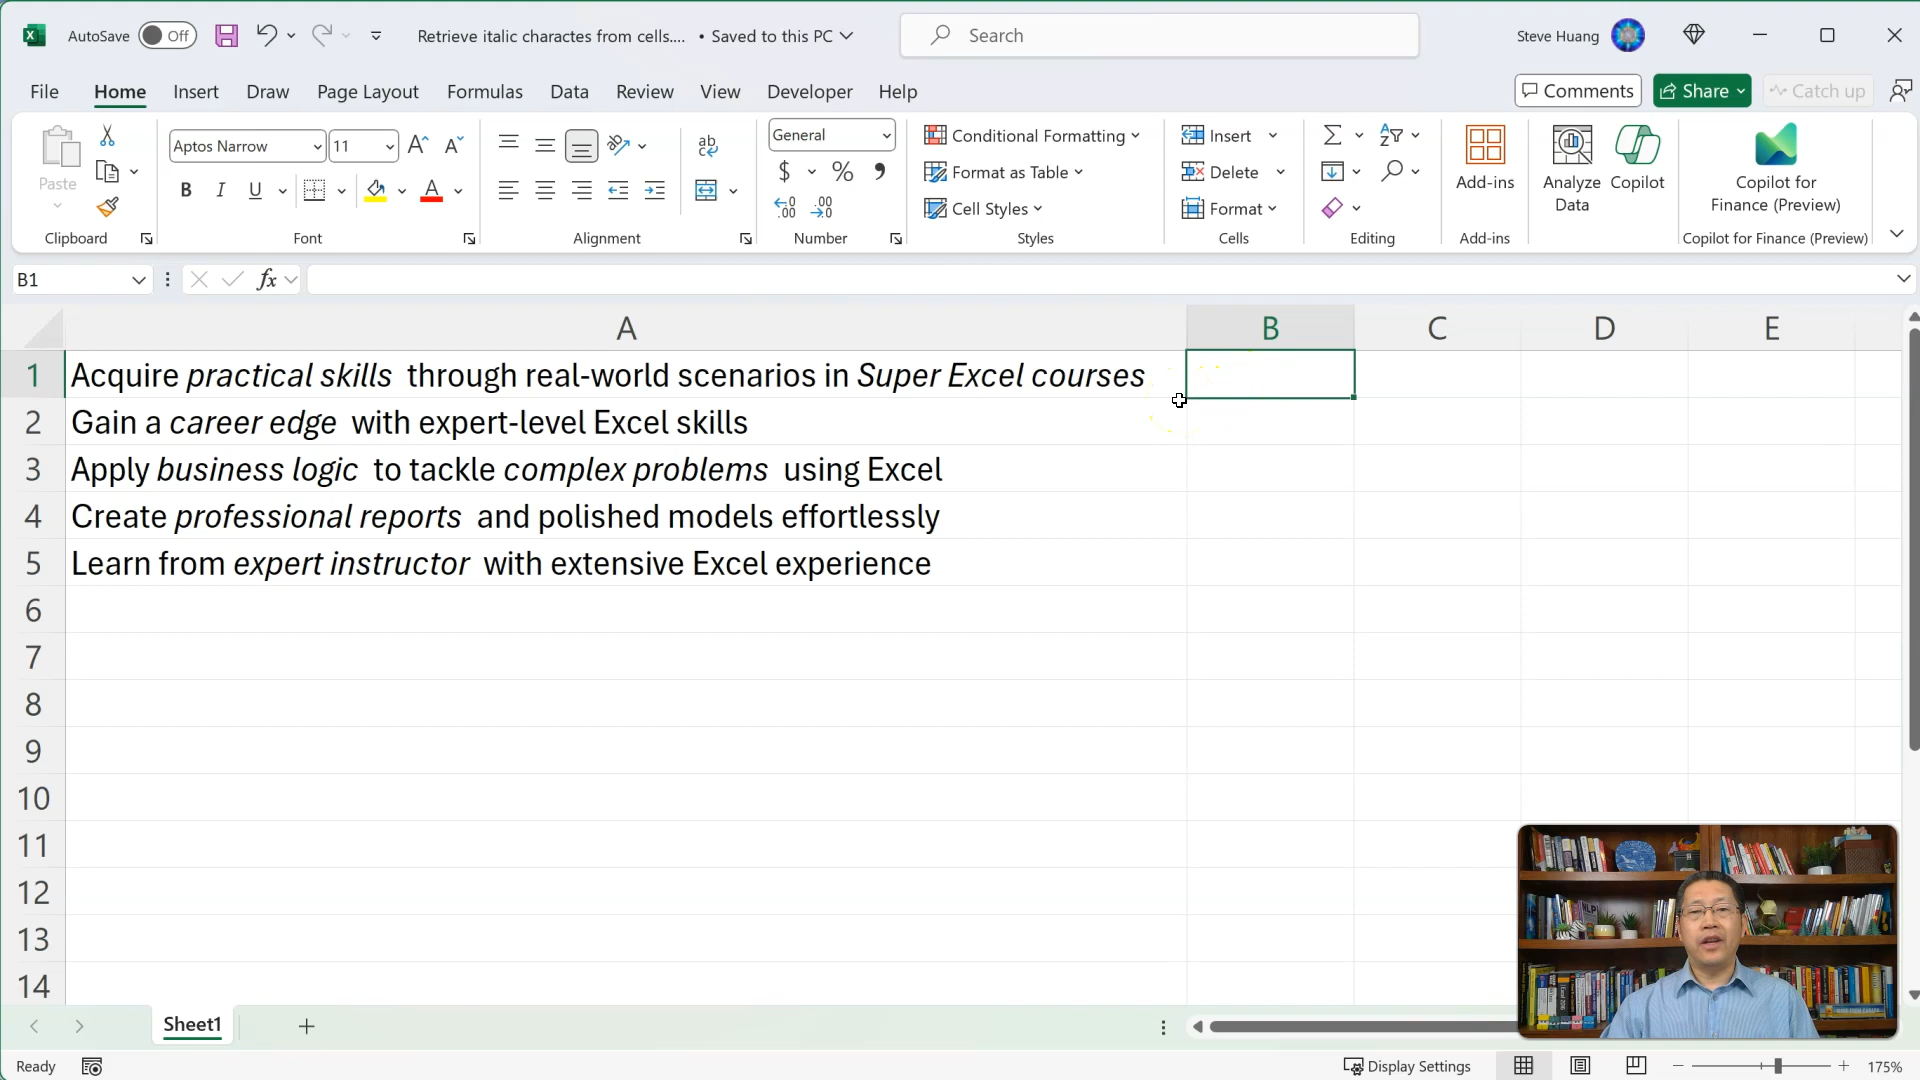 AutoSave Off Retrieve italic charactes from cells.... • Saved to this PC Search Steve Huang
File Home Insert Draw Page Layout Formulas Data Review View Developer Help Comments Share Catch up
Aptos Narrow 11 General Conditional Formatting Insert
Paste B I U A ab $ % Format as Table Delete Add-ins Analyze Data Copilot Copilot for Finance (Preview)
Cell Styles Format
Clipboard Font Alignment Number Styles Cells Editing Add-ins Copilot for Finance (Preview)
B1 fx
A B C D E
1 Acquire practical skills through real-world scenarios in Super Excel courses
2 Gain a career edge with expert-level Excel skills
3 Apply business logic to tackle complex problems using Excel
4 Create professional reports and polished models effortlessly
5 Learn from expert instructor with extensive Excel experience
6
7
8
9
10
11
12
13
14
Sheet1
Ready Display Settings 175%